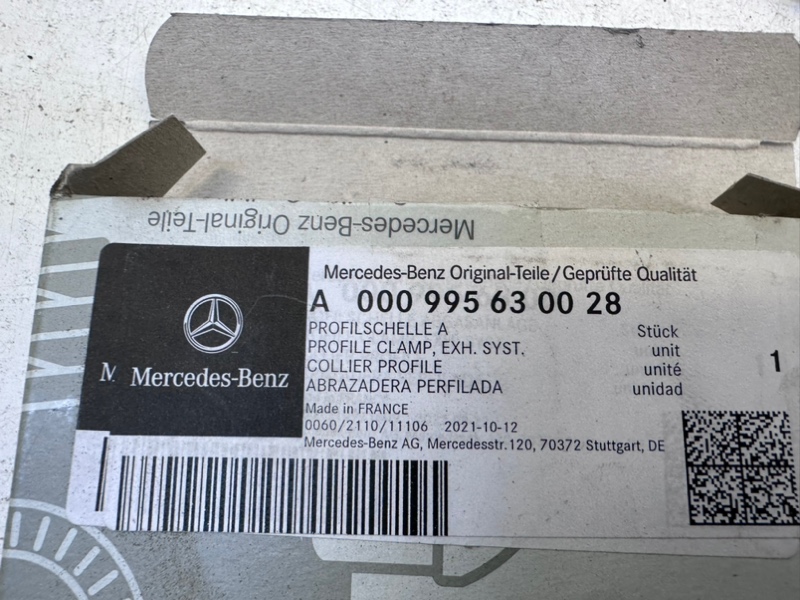 Mercedes-Benz Original-Teile
Mercedes-Benz Original-Teile/Geprüfte Qualität
A 000 995 63 00 28
PROFILSCHELLE A Stück
PROFILE CLAMP, EXH. SYST. unit
COLLIER PROFILE unité
ABRAZADERA PERFILADA unidad
1
M Mercedes-Benz
Made in FRANCE
0060/2110/11106 2021-10-12
Mercedes-Benz AG, Mercedesstr.120, 70372 Stuttgart, DE